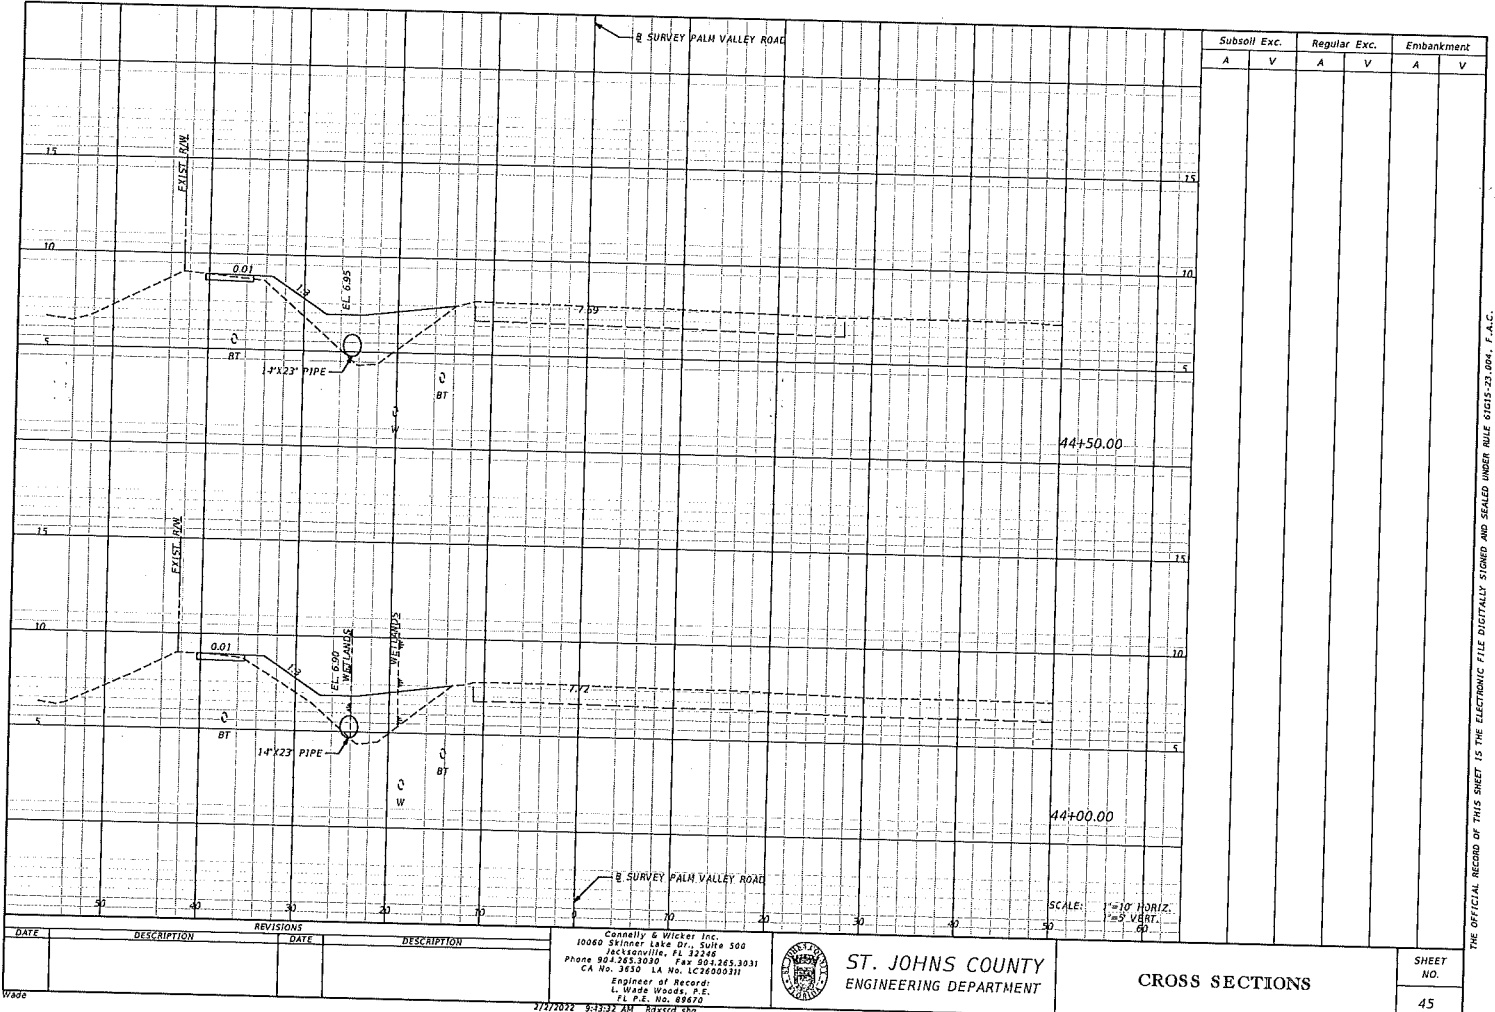 ℄ SURVEY PALM VALLEY ROAD
Subsoil Exc. Regular Exc. Embankment
A V A V A V
15 15
EXIST. R/W
10 10
0.01
1:3
EL. 6.95
7.69
5 5
BT
14"X23" PIPE
BT
W
44+50.00
15 15
EXIST. R/W
10 10
0.01
1:3
EL. 6.90
WETLANDS
WETLANDS
7.72
5 5
BT
14"X23" PIPE
BT
W
44+00.00
℄ SURVEY PALM VALLEY ROAD
SCALE: 1"=10' HORIZ.
1"=5' VERT.
50 40 30 20 10 0 10 20 30 40 50 60
REVISIONS
DATE DESCRIPTION DATE DESCRIPTION
Connelly & Wicker Inc.
10060 Skinner Lake Dr., Suite 500
Jacksonville, FL 32246
Phone 904.265.3030 Fax 904.265.3031
CA No. 3650 LA No. LC26000311
Engineer of Record:
L. Wade Woods, P.E.
FL P.E. No. 89670
ST. JOHNS COUNTY
ENGINEERING DEPARTMENT
CROSS SECTIONS
SHEET
NO.
45
Wade
2/2/2022 9:43:32 AM
THE OFFICIAL RECORD OF THIS SHEET IS THE ELECTRONIC FILE DIGITALLY SIGNED AND SEALED UNDER RULE 61G15-23.004, F.A.C.